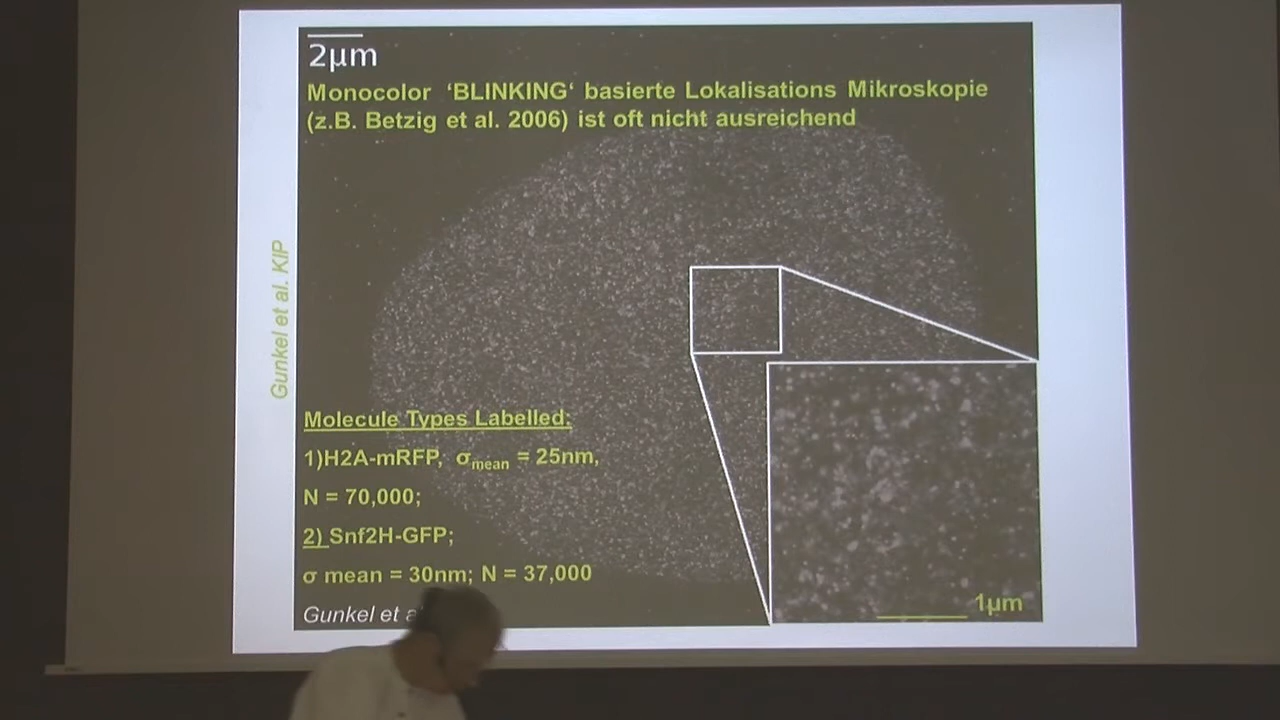 2µm
Monocolor ‘BLINKING‘ basierte Lokalisations Mikroskopie
(z.B. Betzig et al. 2006) ist oft nicht ausreichend
Gunkel et al. KIP
Molecule Types Labelled:
1)H2A-mRFP, σmean = 25nm,
N = 70,000;
2) Snf2H-GFP;
σ mean = 30nm; N = 37,000
Gunkel et
1µm